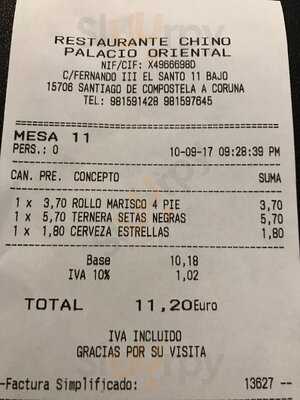 RESTAURANTE CHINO
PALACIO ORIENTAL
NIF/CIF: X4966698D
C/FERNANDO III EL SANTO 11 BAJO
15706 SANTIAGO DE COMPOSTELA A CORUNA
TEL: 981591428 981597645
MESA 11
PERS.: 0 10-09-17 09:28:39 PM
CAN. PRE. CONCEPTO SUMA
1 x 3,70 ROLLO MARISCO 4 PIE 3,70
1 x 5,70 TERNERA SETAS NEGRAS 5,70
1 x 1,80 CERVEZA ESTRELLAS 1,80
Base 10,18
IVA 10% 1,02
TOTAL 11,20Euro
IVA INCLUIDO
GRACIAS POR SU VISITA
-Factura Simplificado: 13627 --